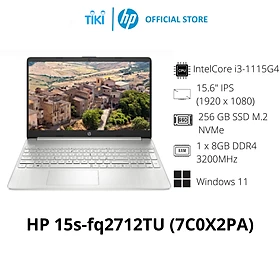 TIKI
hp
OFFICIAL STORE
IntelCore i3-1115G4
15.6" IPS
(1920 x 1080)
256 GB SSD M.2
NVMe
1 x 8GB DDR4
3200MHz
Windows 11
HP 15s-fq2712TU (7C0X2PA)